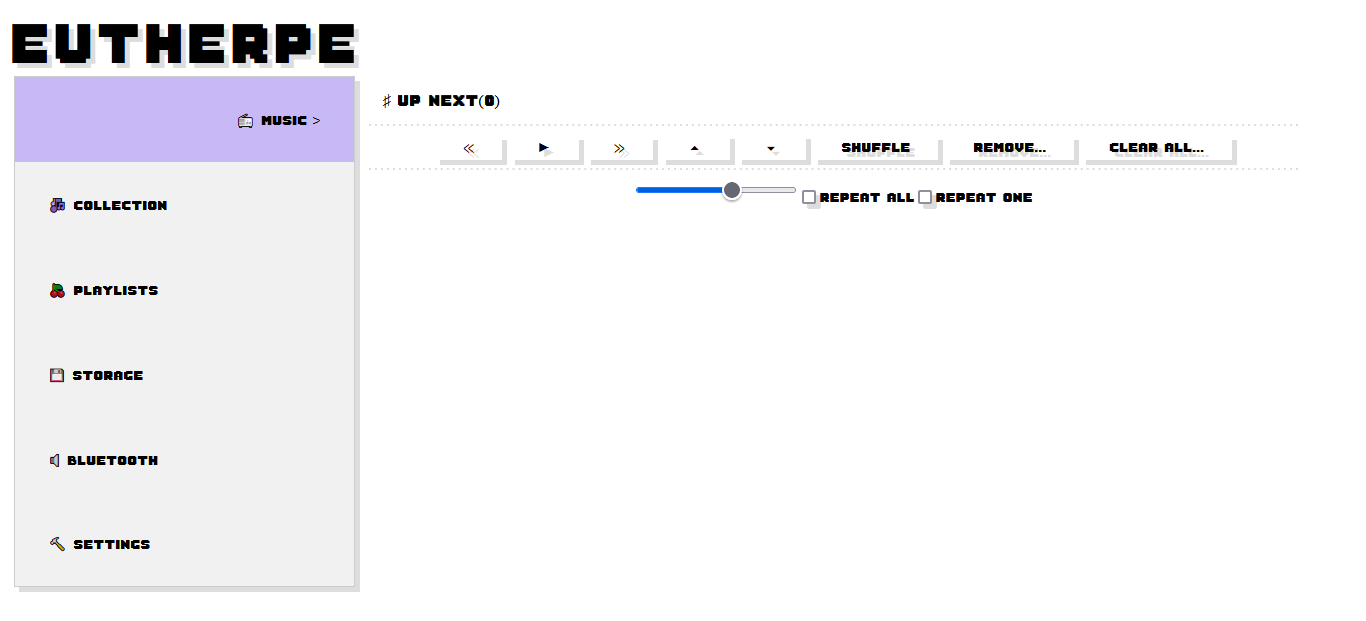 EUTHERPE
MUSIC >
COLLECTION
PLAYLISTS
STORAGE
BLUETOOTH
SETTINGS
♯ UP NEXT(0)
« ▶ » ▲ ▼ SHUFFLE REMOVE... CLEAR ALL...
REPEAT ALL REPEAT ONE